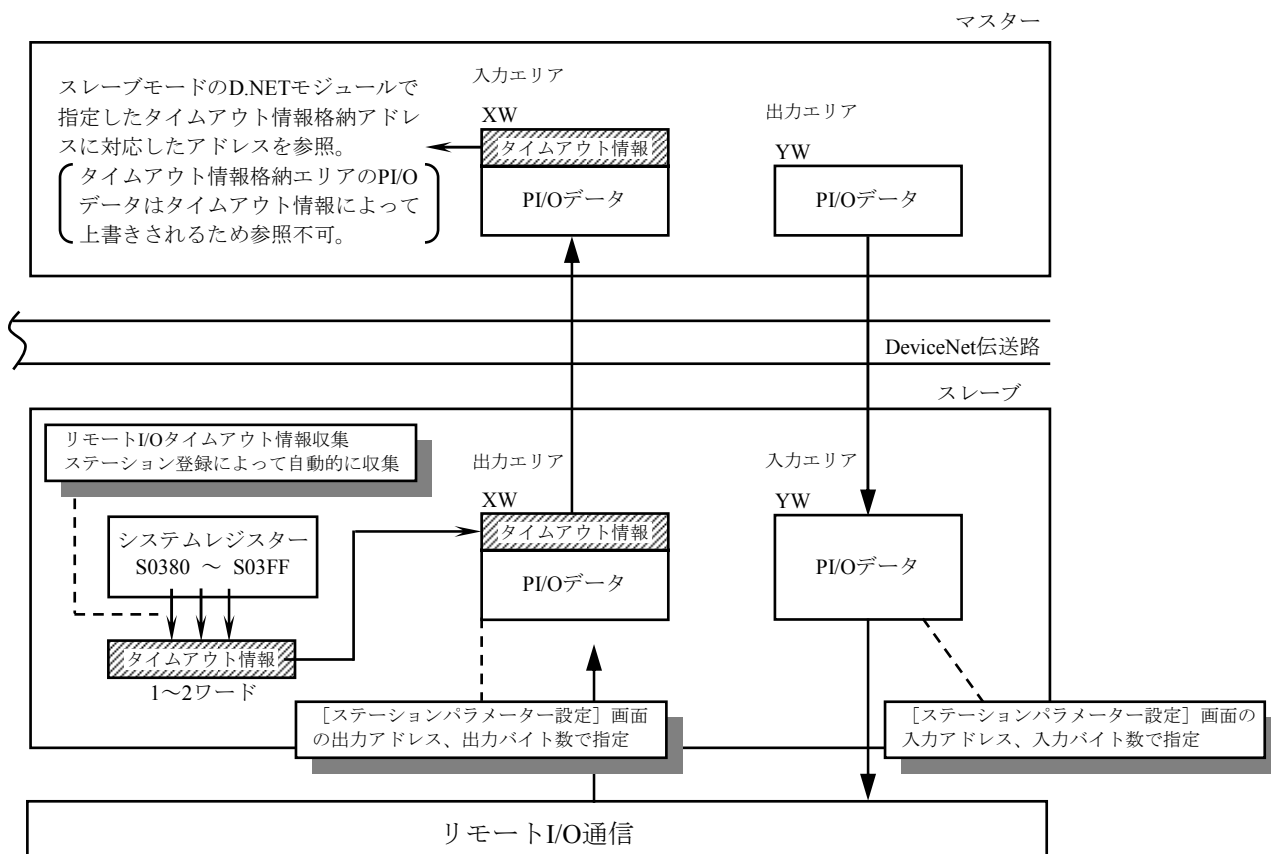 マスター
スレーブモードのD.NETモジュールで
指定したタイムアウト情報格納アドレ
スに対応したアドレスを参照。
タイムアウト情報格納エリアのPI/O
データはタイムアウト情報によって
上書きされるため参照不可。
入力エリア
XW
タイムアウト情報
PI/Oデータ
出力エリア
YW
PI/Oデータ
DeviceNet伝送路
スレーブ
リモートI/Oタイムアウト情報収集
ステーション登録によって自動的に収集
システムレジスター
S0380 ～ S03FF
タイムアウト情報
1～2ワード
出力エリア
XW
タイムアウト情報
PI/Oデータ
入力エリア
YW
PI/Oデータ
［ステーションパラメーター設定］画面
の出力アドレス、出力バイト数で指定
［ステーションパラメーター設定］画面の
入力アドレス、入力バイト数で指定
リモートI/O通信